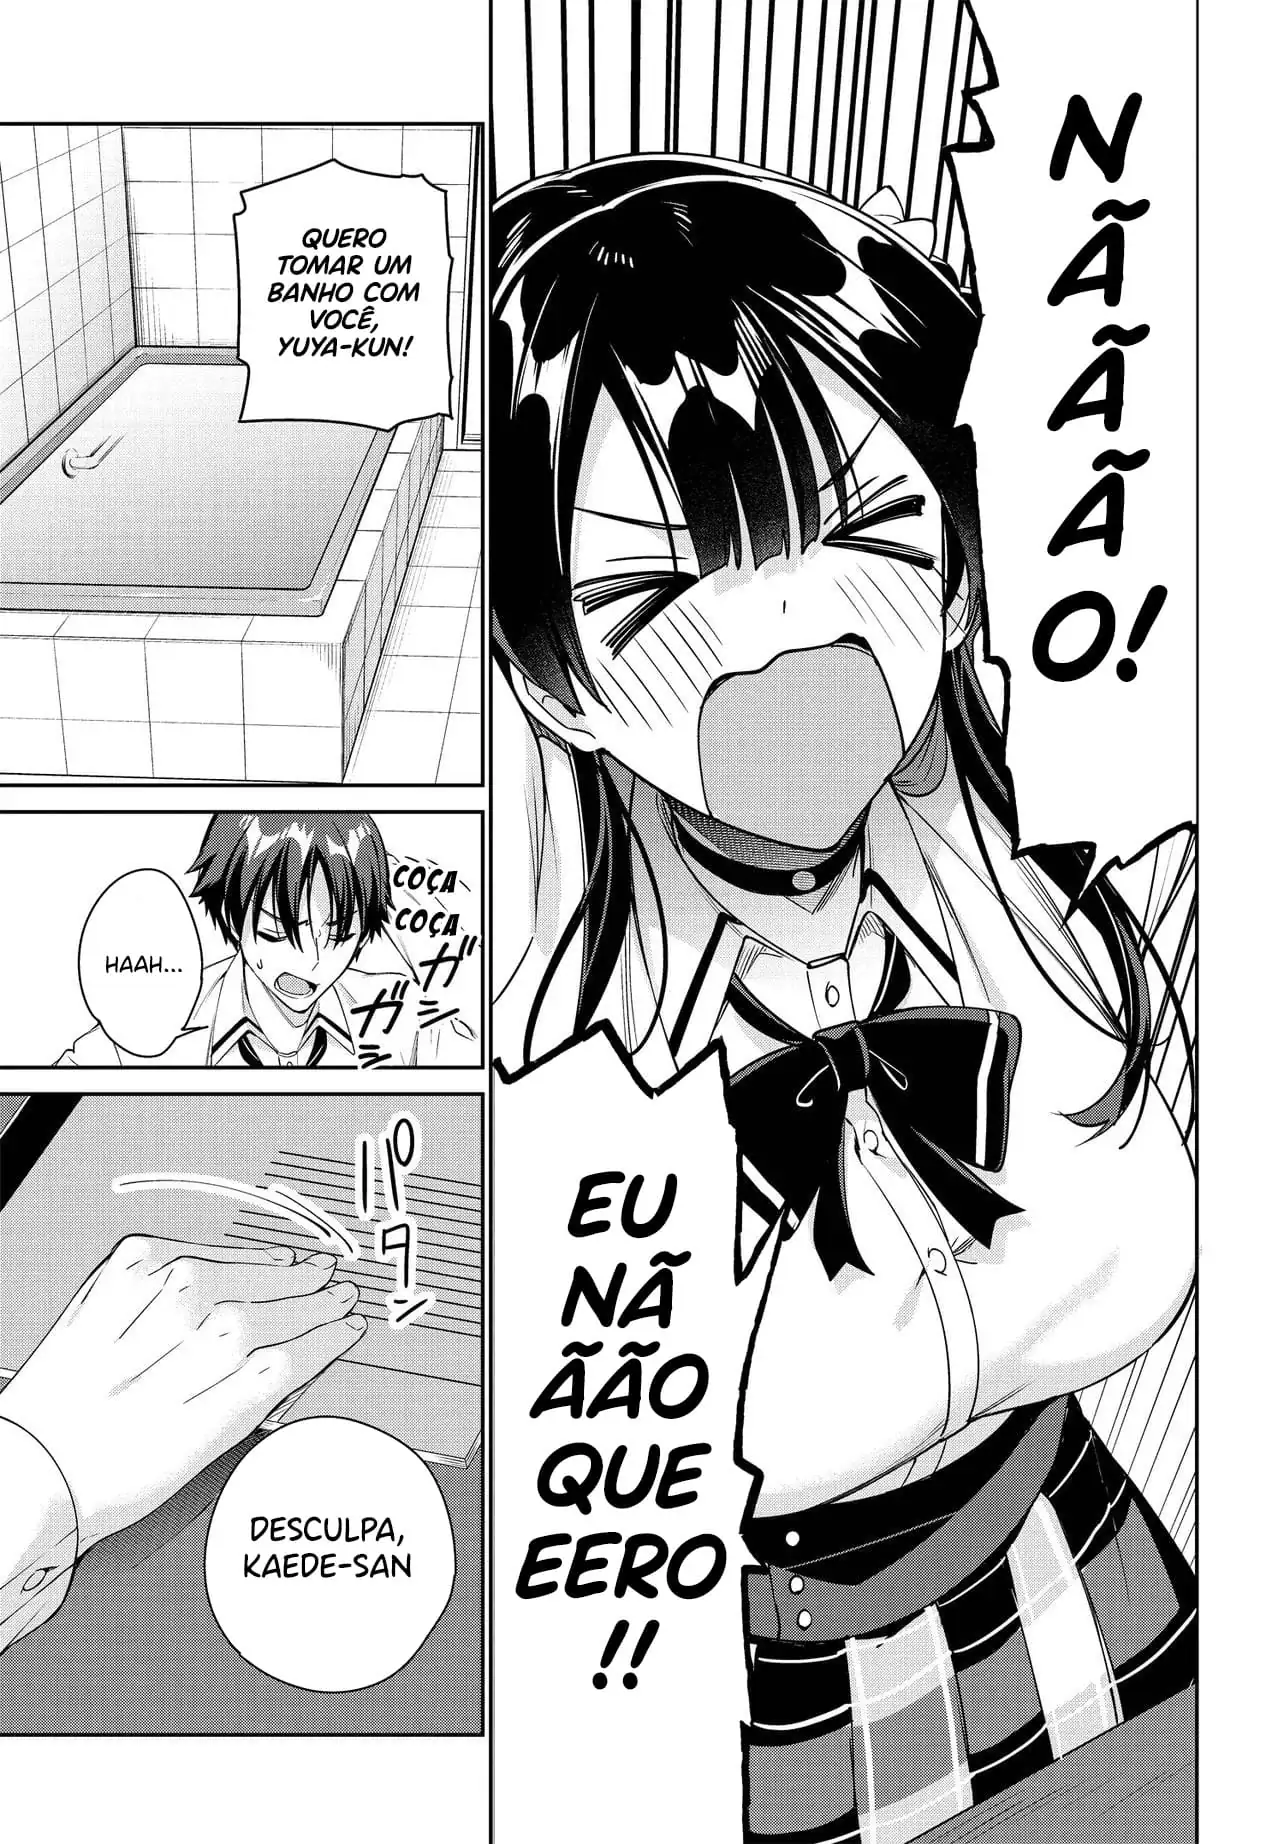 N
Ã
Ã
Ã
O!
EU
NÃ
ÃÃO
QUE
EERO
!!
QUERO
TOMAR UM
BANHO COM
VOCÊ,
YUYA-KUN!
COÇA
COÇA
ガシ
ガシ
HAAH...
パタン
DESCULPA,
KAEDE-SAN